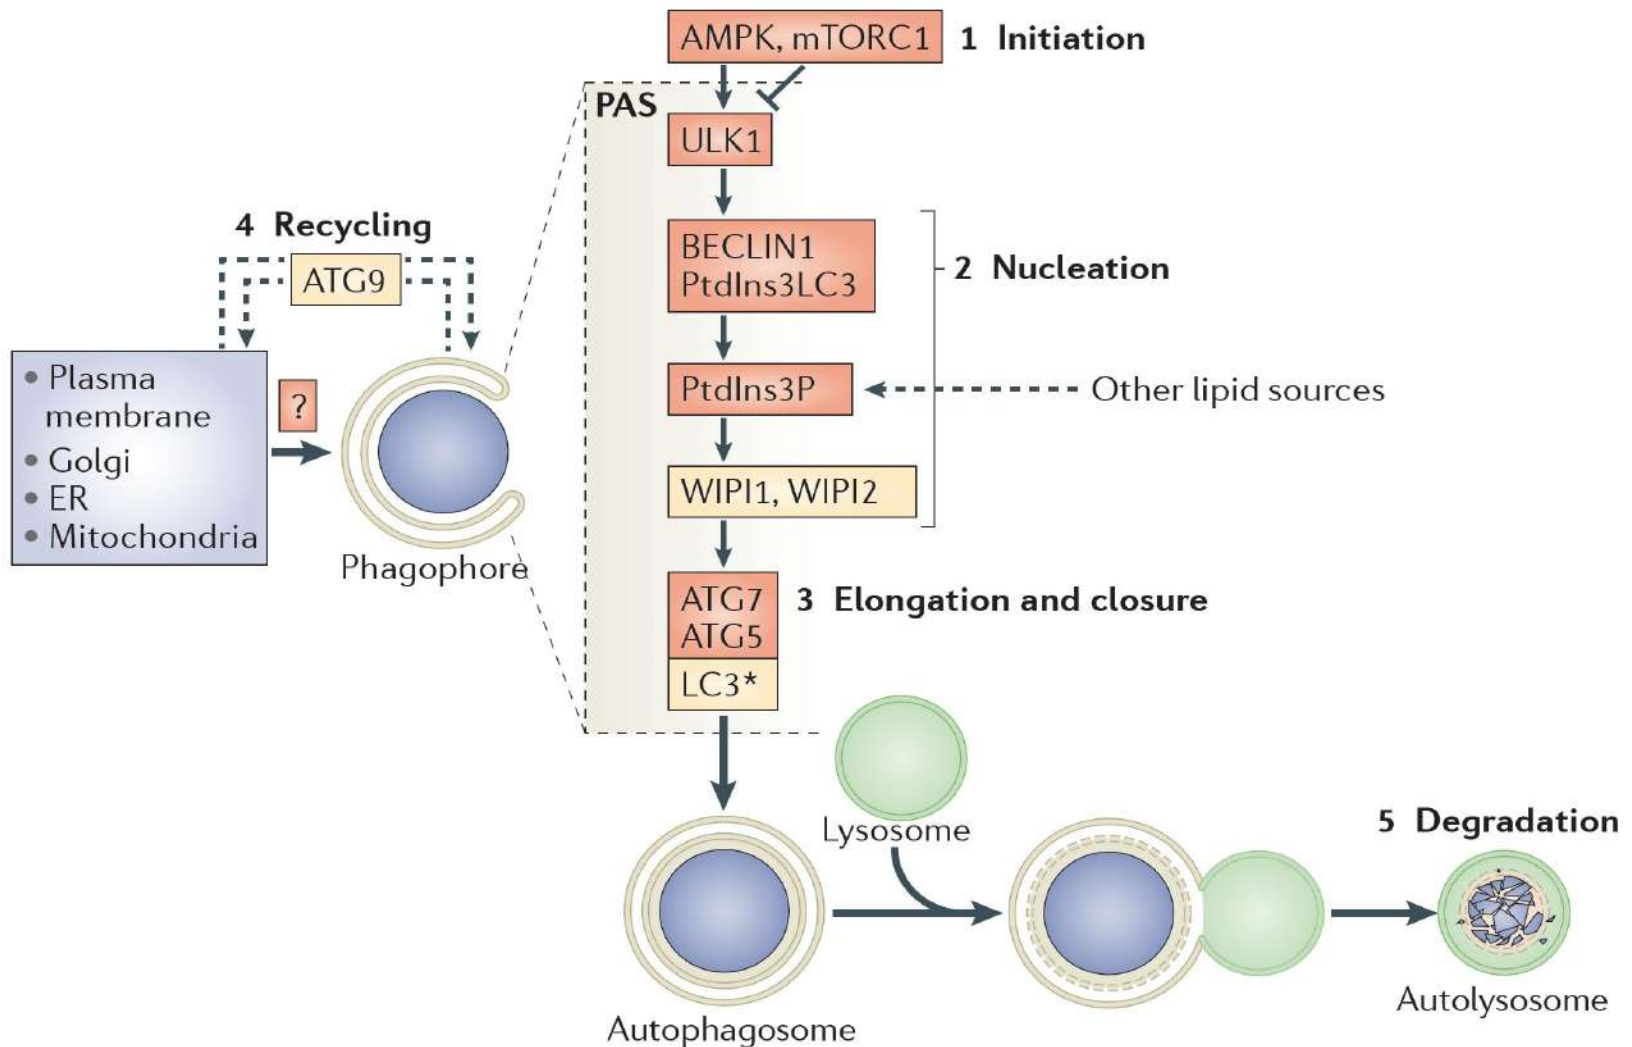 AMPK, mTORC1
1 Initiation
PAS
ULK1
4 Recycling
ATG9
BECLIN1
PtdIns3LC3
2 Nucleation
• Plasma
membrane
• Golgi
• ER
• Mitochondria
?
Phagophore
PtdIns3P
Other lipid sources
WIPI1, WIPI2
ATG7
ATG5
LC3*
3 Elongation and closure
Lysosome
5 Degradation
Autophagosome
Autolysosome